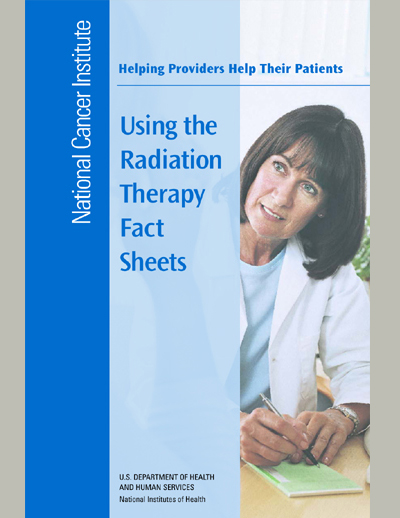 National Cancer Institute
Helping Providers Help Their Patients
Using the
Radiation
Therapy
Fact
Sheets
U.S. DEPARTMENT OF HEALTH
AND HUMAN SERVICES
National Institutes of Health